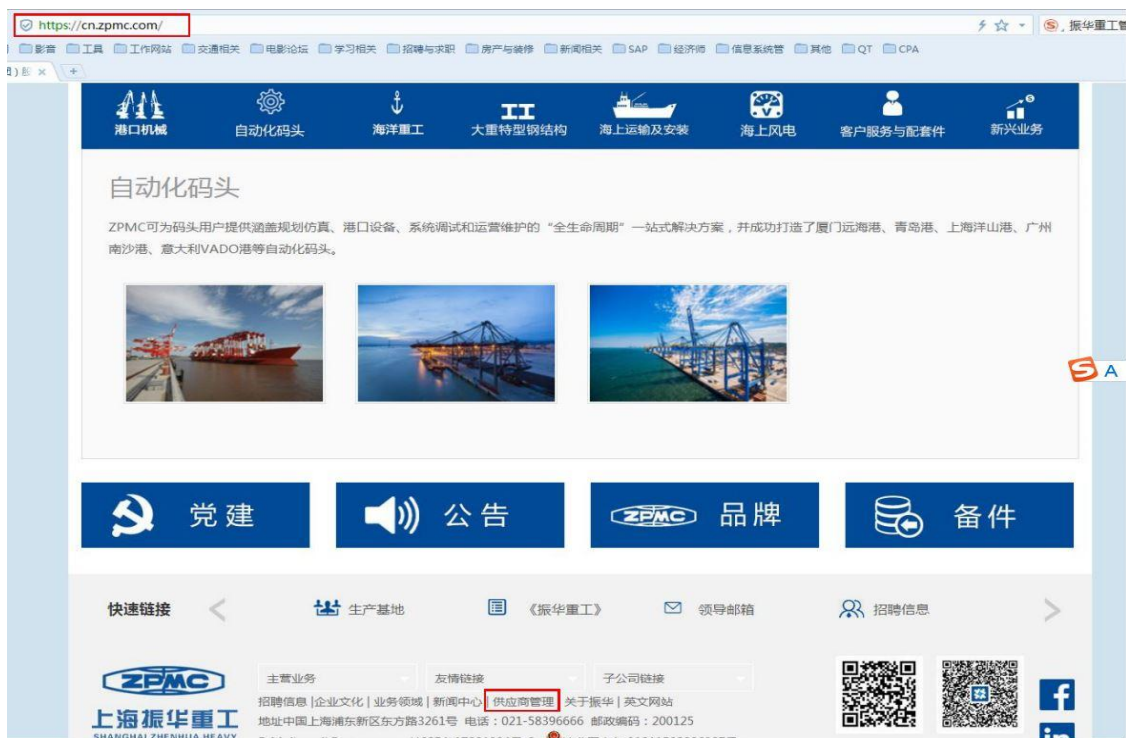 https://cn.zpmc.com/
振华重工
影音 工具 工作网站 交通相关 电影论坛 学习相关 招聘与求职 房产与装修 新闻相关 SAP 经济师 信息系统管 其他 QT CPA
港口机械 自动化码头 海洋重工 大重特型钢结构 海上运输及安装 海上风电 客户服务与配套件 新兴业务
自动化码头
ZPMC可为码头用户提供涵盖规划仿真、港口设备、系统调试和运营维护的“全生命周期”一站式解决方案，并成功打造了厦门远海港、青岛港、上海洋山港、广州
南沙港、意大利VADO港等自动化码头。
A
党建 公告 ZPMC 品牌 备件
快速链接 生产基地 《振华重工》 领导邮箱 招聘信息
ZPMC
主营业务 友情链接 子公司链接
招聘信息 | 企业文化 | 业务领域 | 新闻中心 | 供应商管理 | 关于振华 | 英文网站
上海振华重工
地址中国上海浦东新区东方路3261号 电话：021-58396666 邮政编码：200125
SHANGHAI ZHENHUA HEAVY